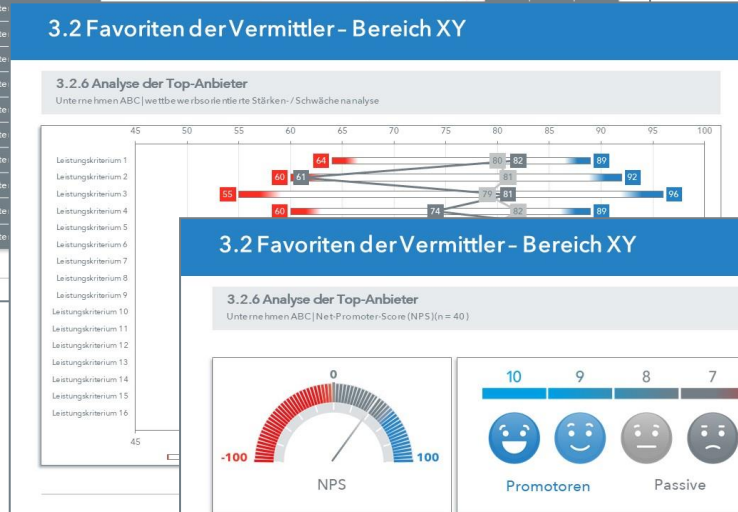 3.2 Favoriten der Vermittler – Bereich XY
3.2.6 Analyse der Top-Anbieter
Unternehmen ABC | wettbewerbsorientierte Stärken- / Schwächenanalyse
45 50 55 60 65 70 75 80 85 90 95 100
Leistungskriterium 1 64 80 82 89
Leistungskriterium 2 60 61 81 92
Leistungskriterium 3 55 79 81 96
Leistungskriterium 4 60 74 82 89
Leistungskriterium 5
Leistungskriterium 6
Leistungskriterium 7
Leistungskriterium 8
Leistungskriterium 9
Leistungskriterium 10
Leistungskriterium 11
Leistungskriterium 12
Leistungskriterium 13
Leistungskriterium 14
Leistungskriterium 15
Leistungskriterium 16
45
3.2 Favoriten der Vermittler – Bereich XY
3.2.6 Analyse der Top-Anbieter
Unternehmen ABC | Net-Promoter-Score (NPS) (n = 40)
0
-100 100
NPS
10 9 8 7
Promotoren Passive